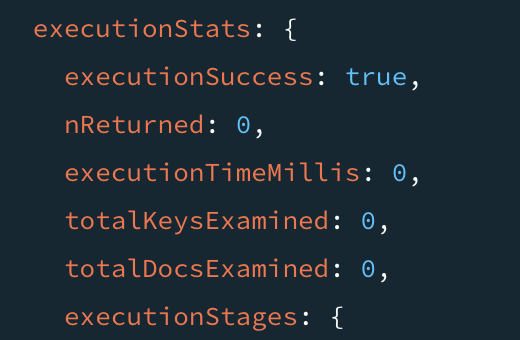 executionStats: {
executionSuccess: true,
nReturned: 0,
executionTimeMillis: 0,
totalKeysExamined: 0,
totalDocsExamined: 0,
executionStages: {